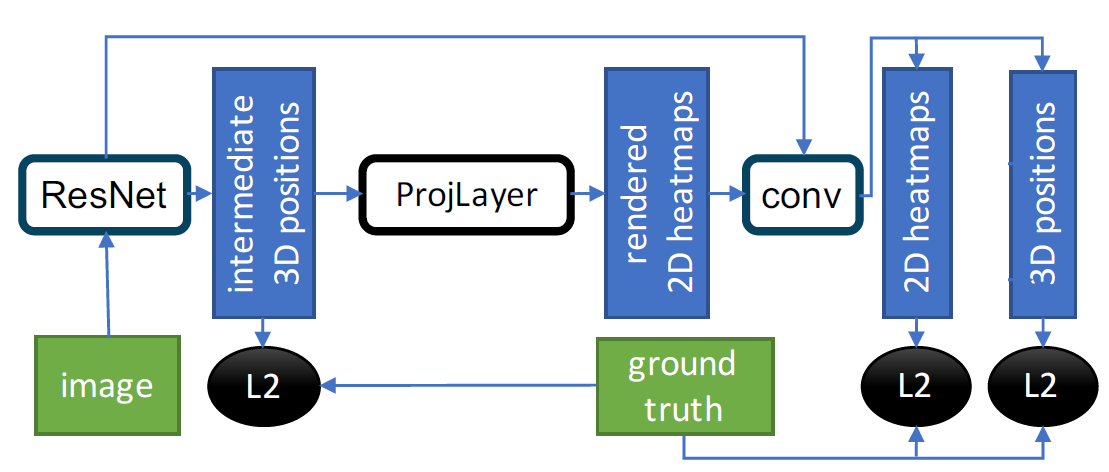 ResNet
intermediate
3D positions
ProjLayer
rendered
2D heatmaps
conv
2D heatmaps
3D positions
image
L2
ground
truth
L2
L2